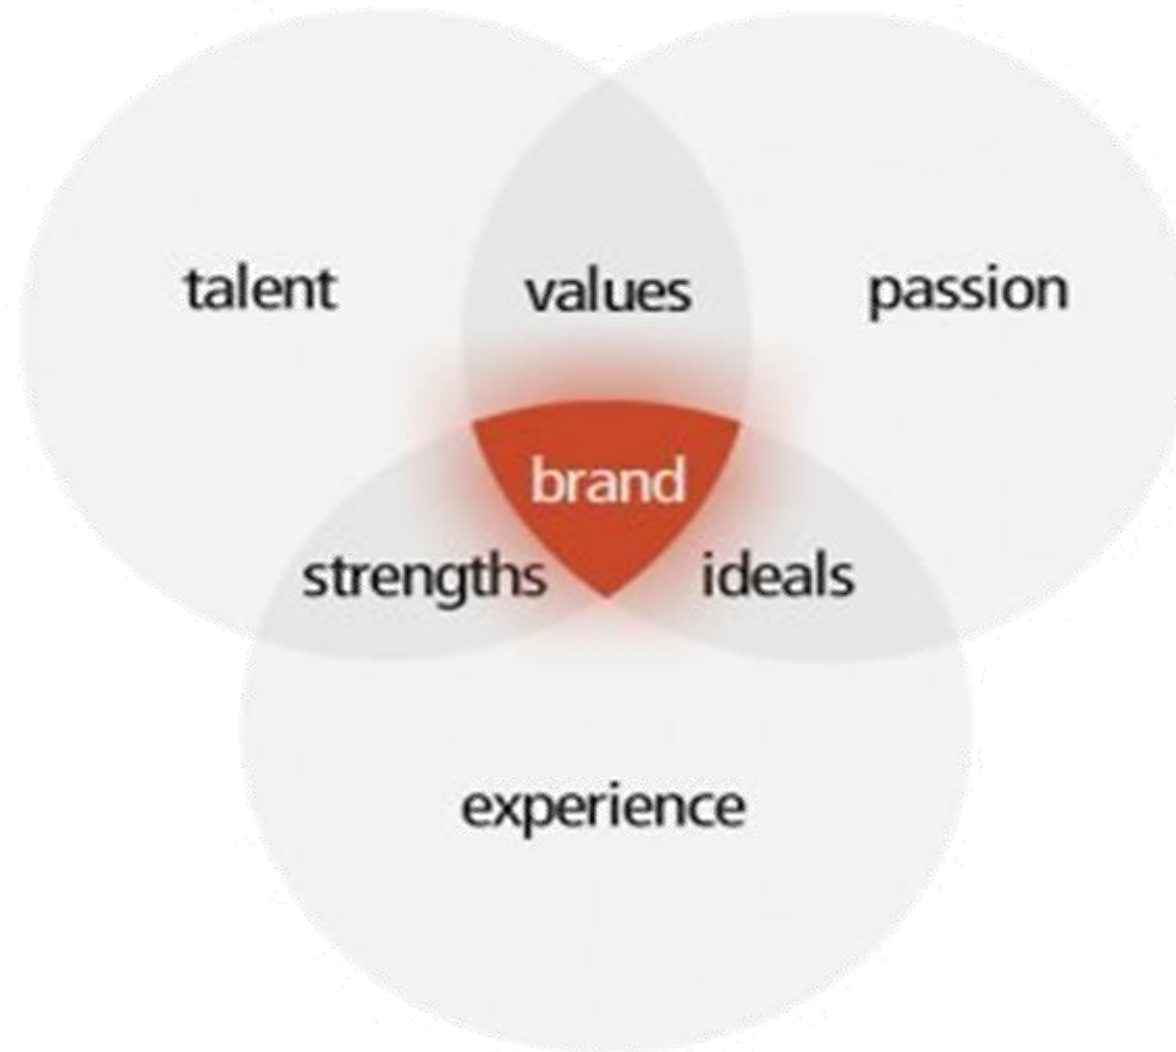 talent
values
passion
brand
strengths
ideals
experience